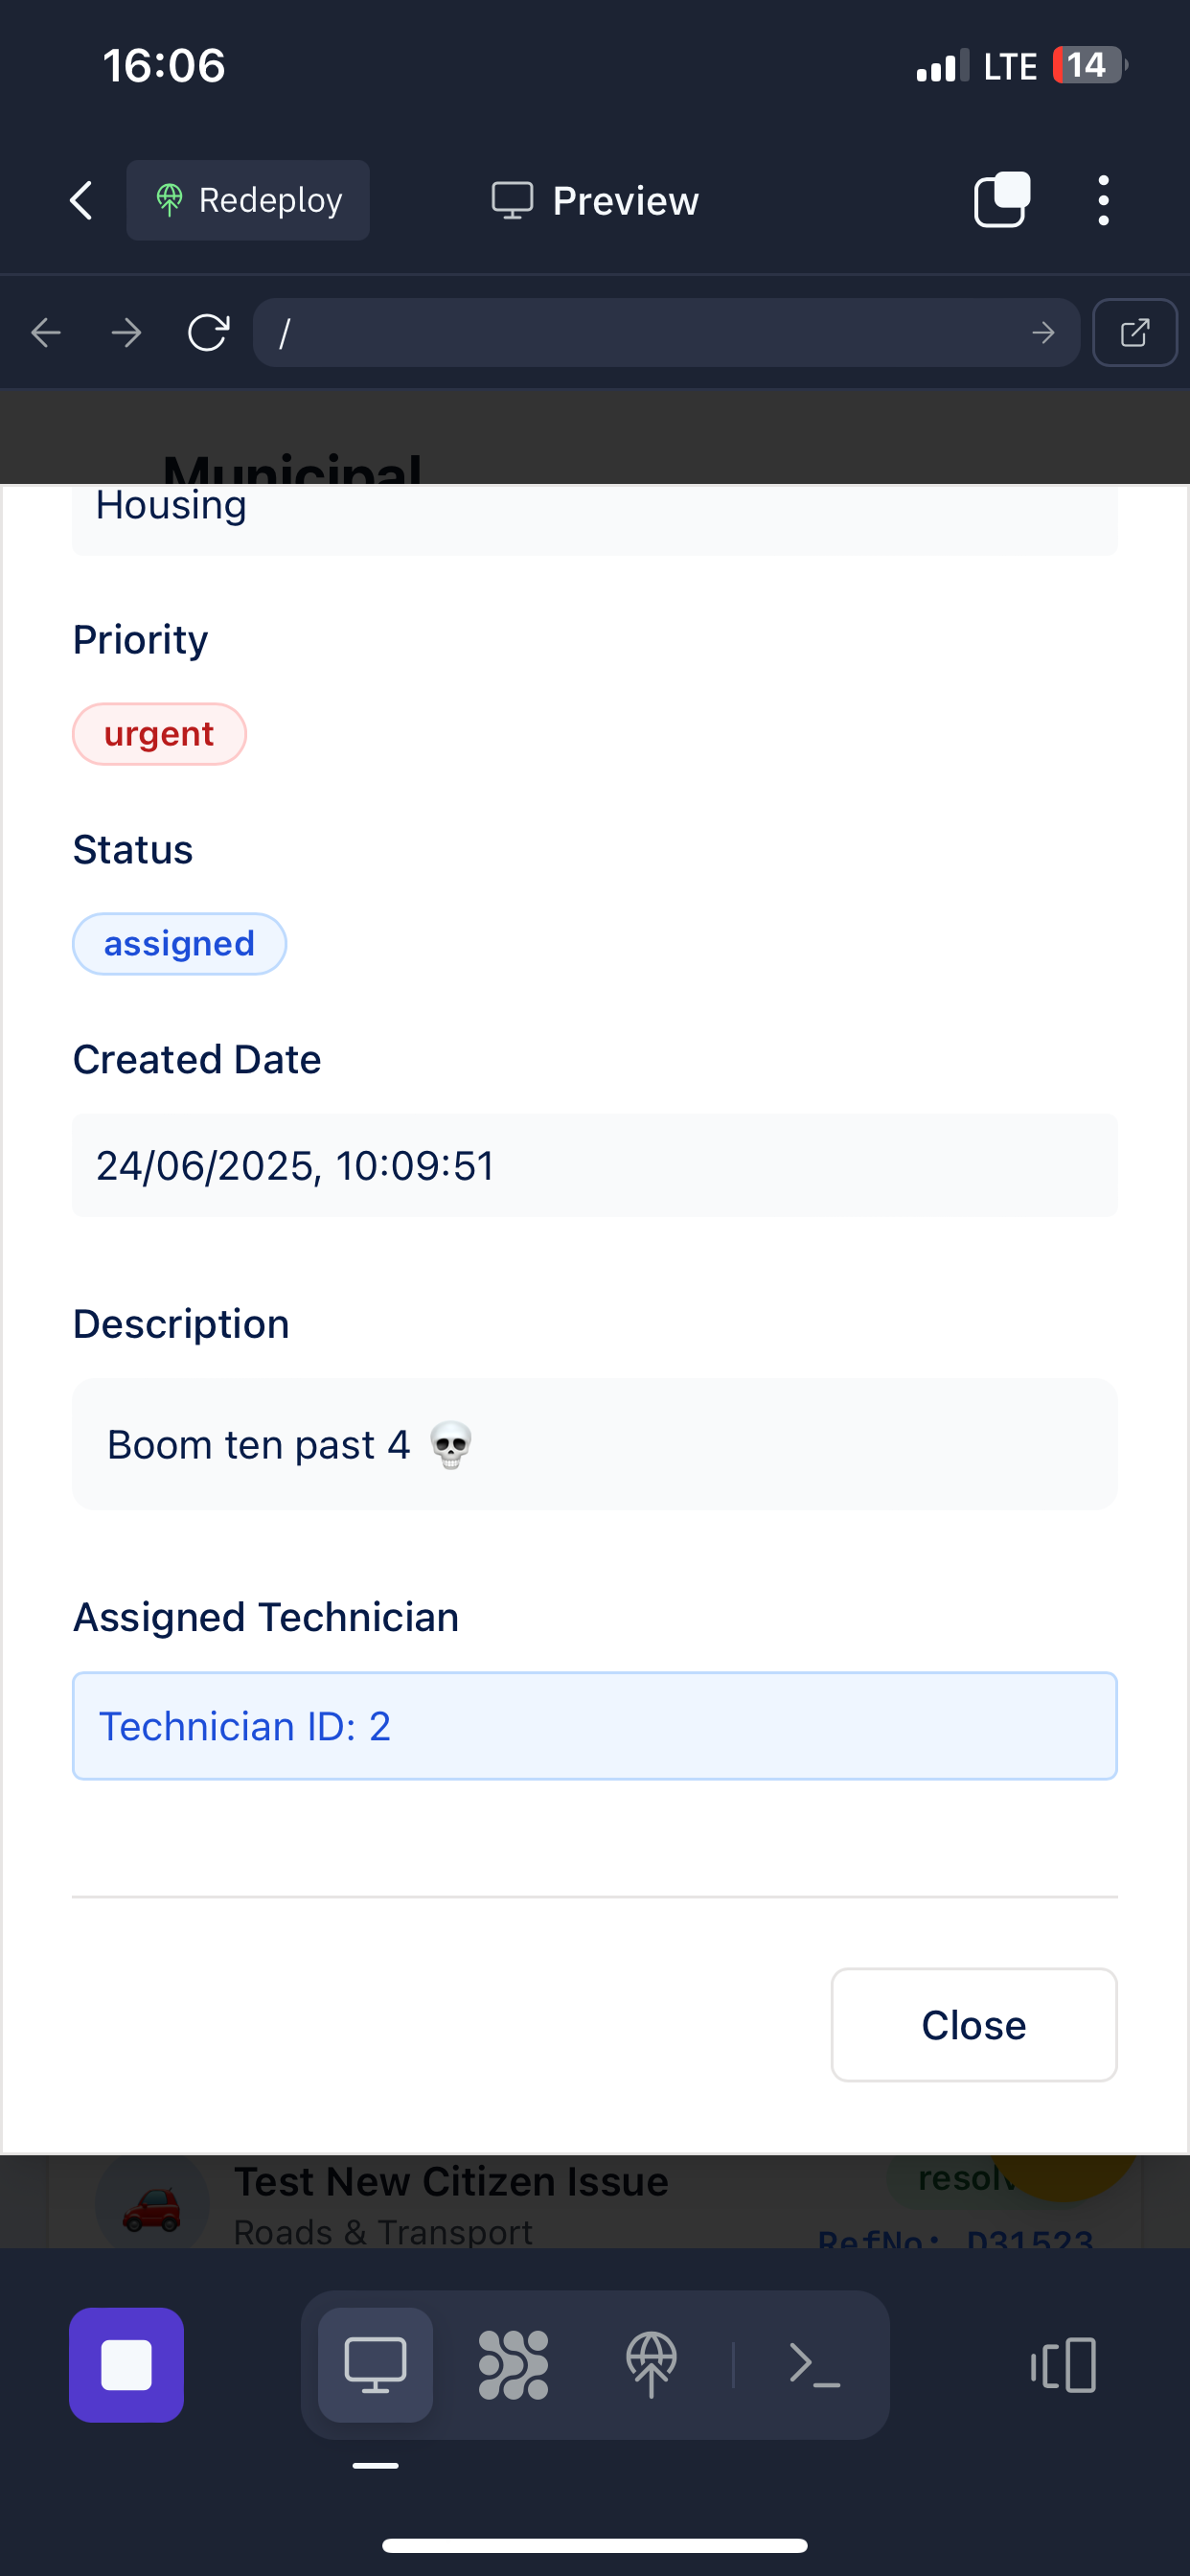 16:06
LTE 14
Redeploy
Preview
/
Municipal
Housing
Priority
urgent
Status
assigned
Created Date
24/06/2025, 10:09:51
Description
Boom ten past 4 💀
Assigned Technician
Technician ID: 2
Close
Test New Citizen Issue
Roads & Transport
RefNo: D31523